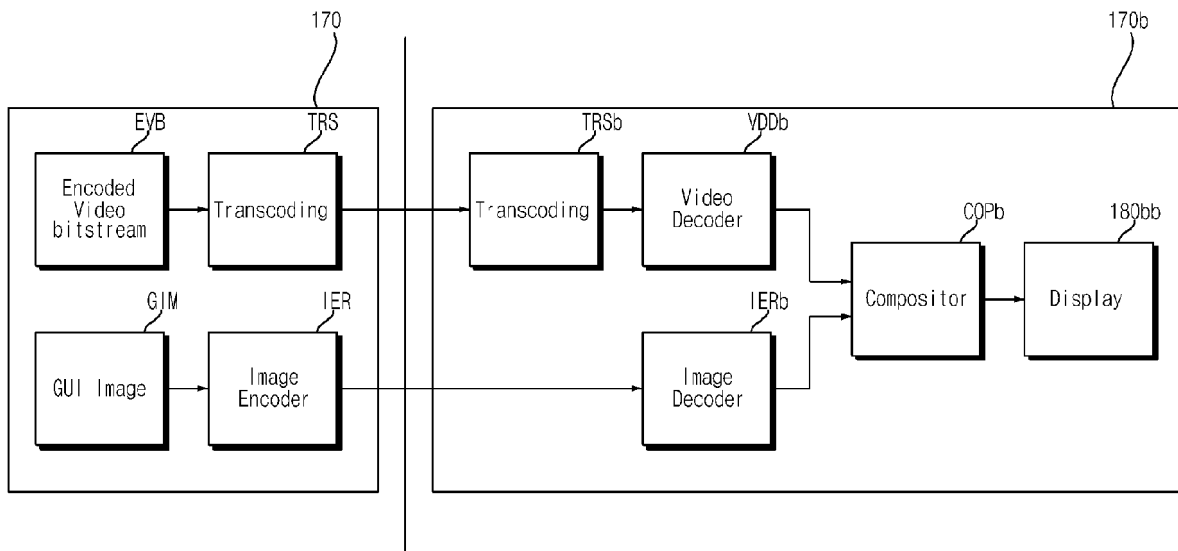 170
170b
EVB
TRS
TRSb
VDDb
Encoded
Video
bitstream
Transcoding
Transcoding
Video
Decoder
COPb
180bb
Compositor
Display
GIM
IER
IERb
GUI Image
Image
Encoder
Image
Decoder